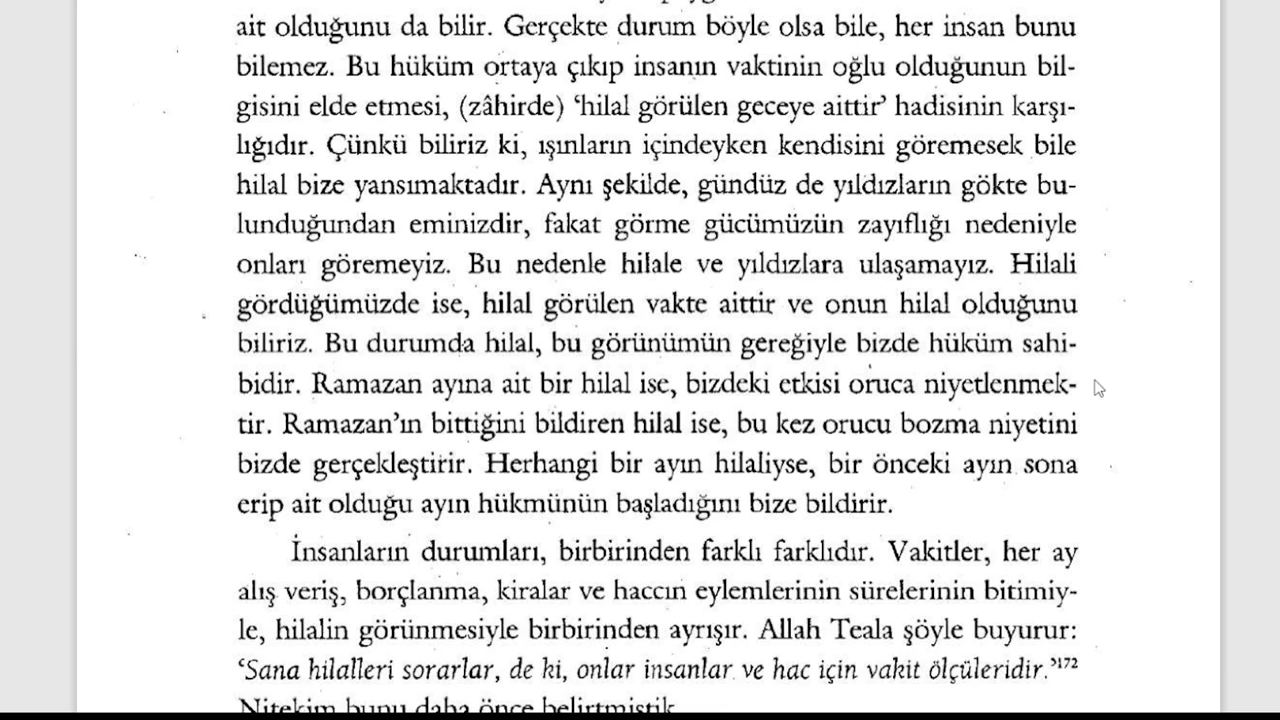 ait olduğunu da bilir. Gerçekte durum böyle olsa bile, her insan bunu
bilemez. Bu hüküm ortaya çıkıp insanın vaktinin oğlu olduğunun bil-
gisini elde etmesi, (zâhirde) ‘hilal görülen geceye aittir’ hadisinin karşı-
lığıdır. Çünkü biliriz ki, ışınların içindeyken kendisini göremesek bile
hilal bize yansımaktadır. Aynı şekilde, gündüz de yıldızların gökte bu-
lunduğundan eminizdir, fakat görme gücümüzün zayıflığı nedeniyle
onları göremeyiz. Bu nedenle hilale ve yıldızlara ulaşamayız. Hilali
gördüğümüzde ise, hilal görülen vakte aittir ve onun hilal olduğunu
biliriz. Bu durumda hilal, bu görünümün gereğiyle bizde hüküm sahi-
bidir. Ramazan ayına ait bir hilal ise, bizdeki etkisi oruca niyetlenmek-
tir. Ramazan’ın bittiğini bildiren hilal ise, bu kez orucu bozma niyetini
bizde gerçekleştirir. Herhangi bir ayın hilaliyse, bir önceki ayın sona
erip ait olduğu ayın hükmünün başladığını bize bildirir.
İnsanların durumları, birbirinden farklı farklıdır. Vakitler, her ay
alış veriş, borçlanma, kiralar ve haccın eylemlerinin sürelerinin bitimiy-
le, hilalin görünmesiyle birbirinden ayrışır. Allah Teala şöyle buyurur:
‘Sana hilalleri sorarlar, de ki, onlar insanlar ve hac için vakit ölçüleridir.’¹⁷²
Nitekim bunu daha önce belirtmiştik